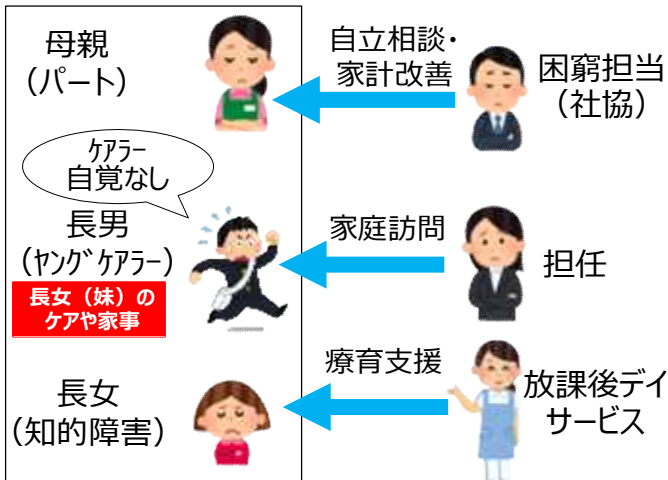 母親
（パート）
自立相談・
家計改善
困窮担当
（社協）
ｹｱﾗｰ
自覚なし
長男
（ﾔﾝｸﾞｹｱﾗｰ）
長女（妹）の
ケアや家事
家庭訪問
担任
長女
（知的障害）
療育支援
放課後デイ
サービス